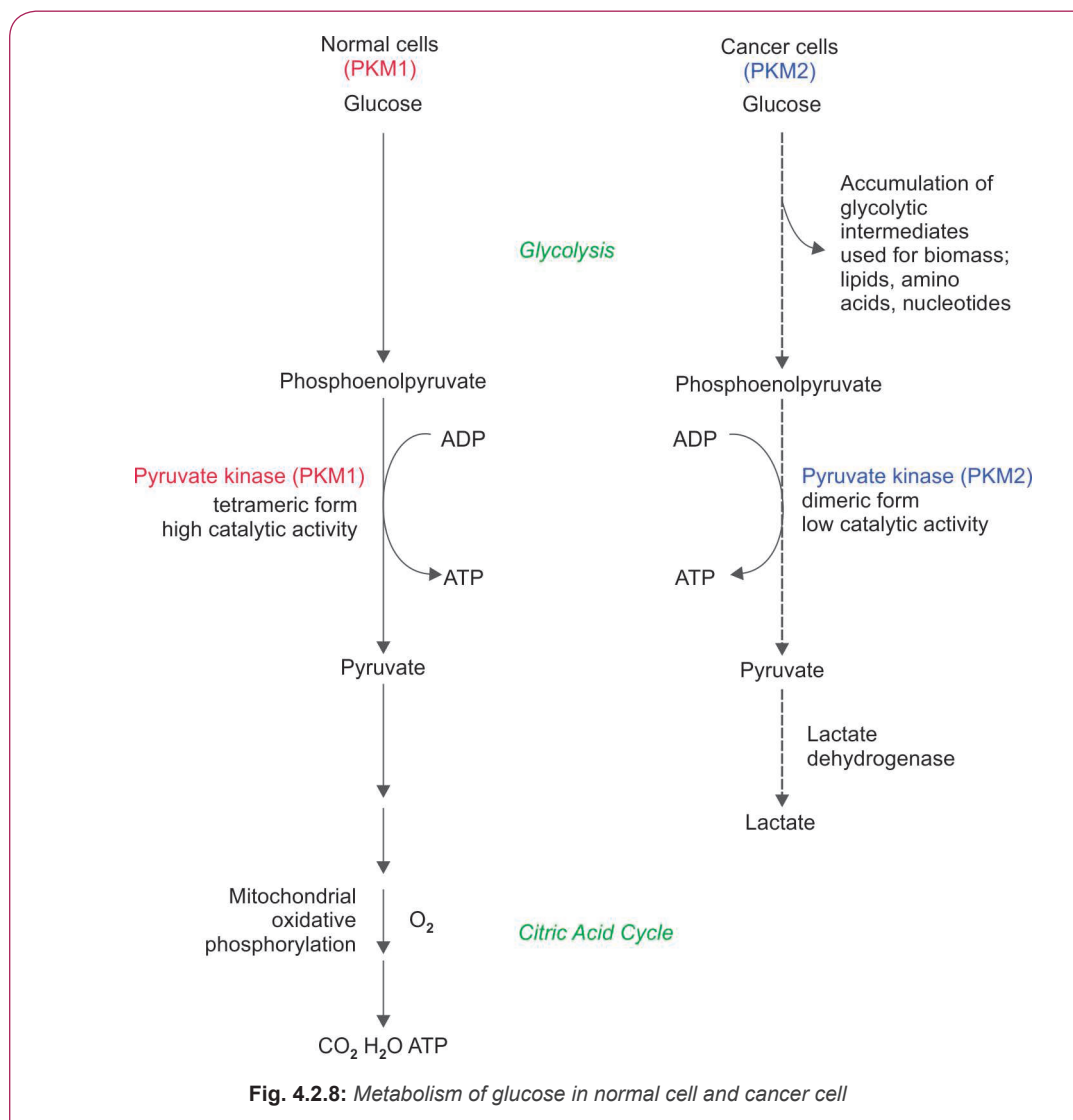 Normal cells
(PKM1)
Glucose
Cancer cells
(PKM2)
Glucose
Accumulation of
glycolytic
intermediates
used for biomass;
lipids, amino
acids, nucleotides
Glycolysis
Phosphoenolpyruvate
Phosphoenolpyruvate
ADP
Pyruvate kinase (PKM1)
tetrameric form
high catalytic activity
ATP
ADP
Pyruvate kinase (PKM2)
dimeric form
low catalytic activity
ATP
Pyruvate
Pyruvate
Lactate
dehydrogenase
Lactate
Mitochondrial
oxidative
phosphorylation
O₂
Citric Acid Cycle
CO₂ H₂O ATP
Fig. 4.2.8: Metabolism of glucose in normal cell and cancer cell